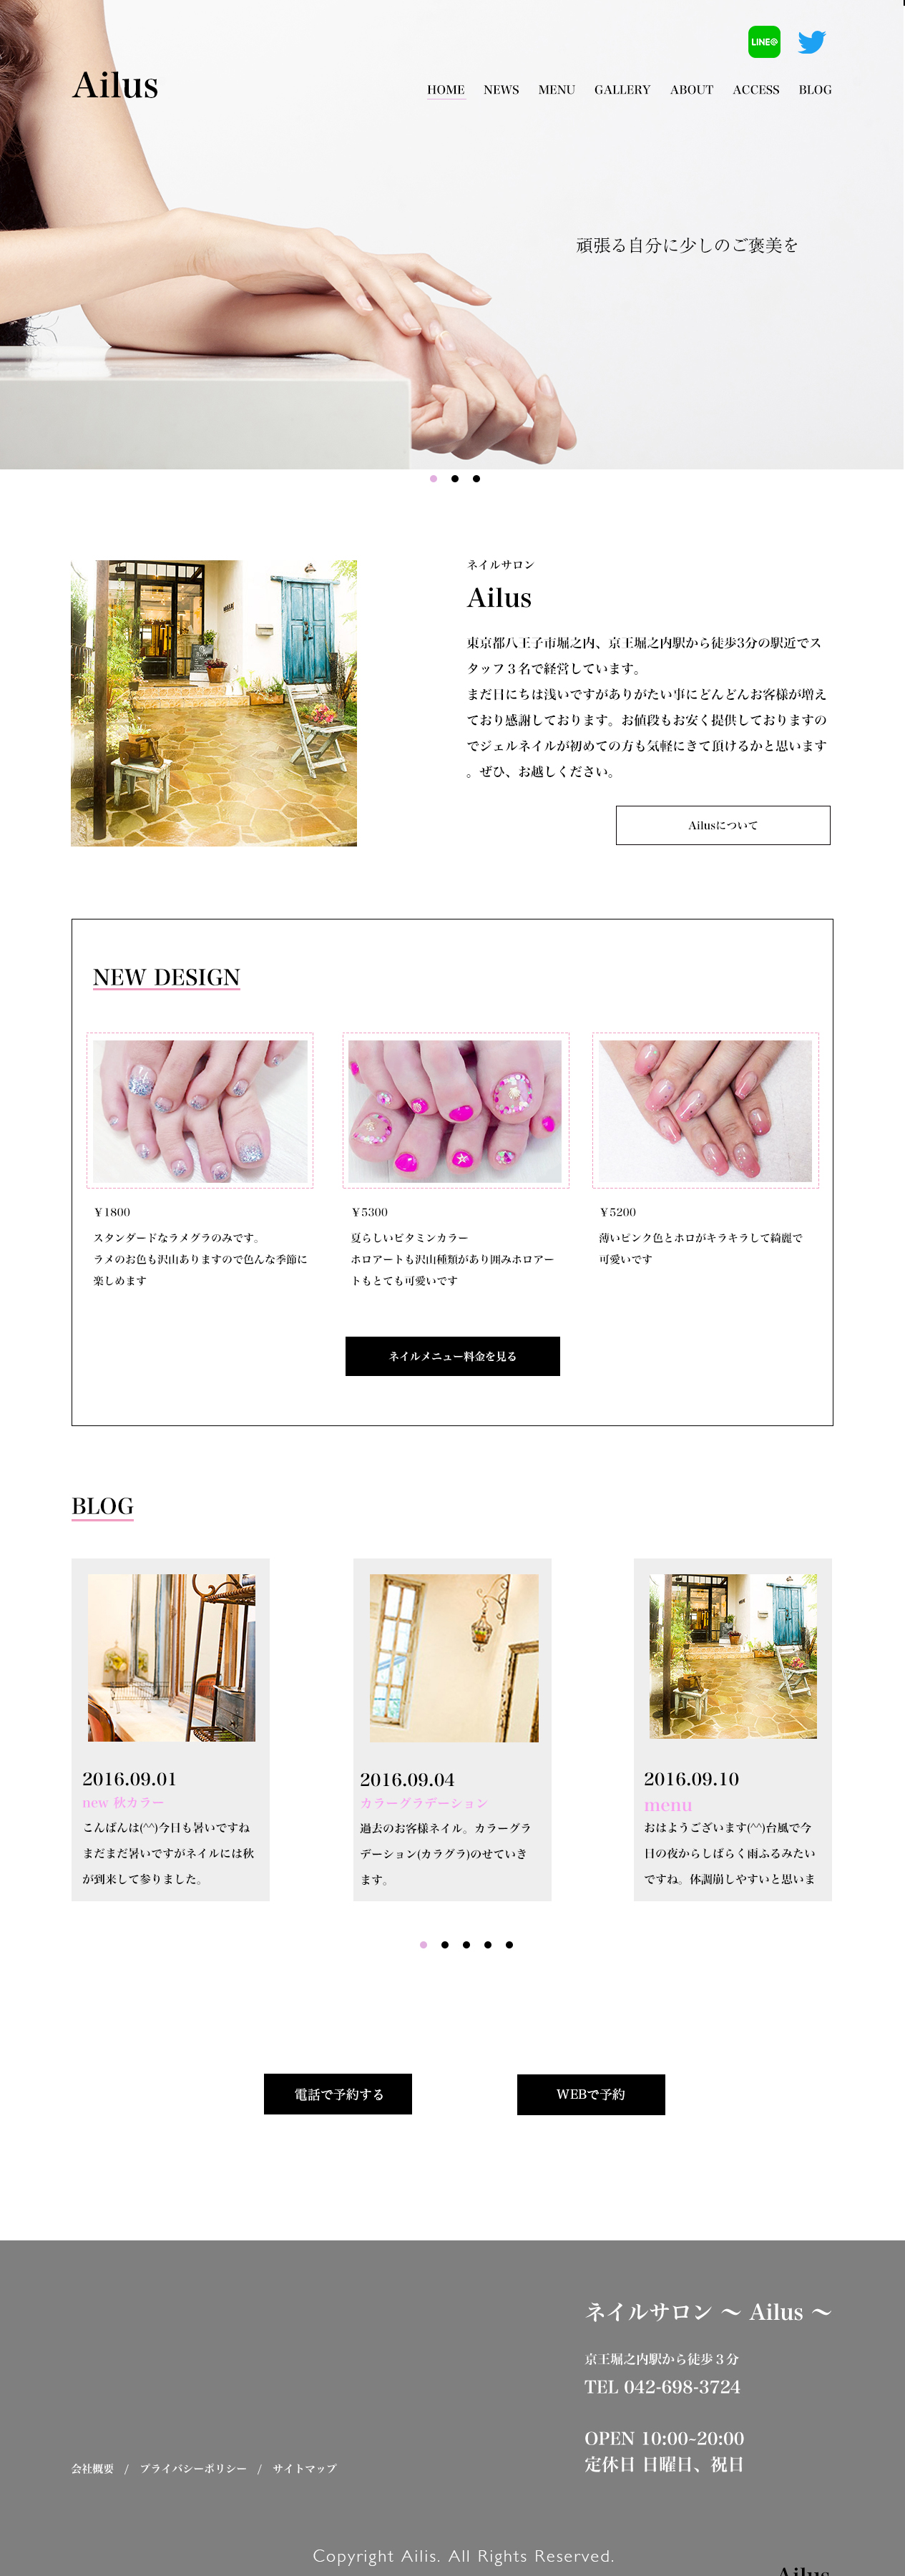 LINE@
Ailus
HOME NEWS MENU GALLERY ABOUT ACCESS BLOG
頑張る自分に少しのご褒美を
ネイルサロン
Ailus
東京都八王子市堀之内、京王堀之内駅から徒歩3分の駅近でス
タッフ３名で経営しています。
まだ日にちは浅いですがありがたい事にどんどんお客様が増え
ており感謝しております。お値段もお安く提供しておりますの
でジェルネイルが初めての方も気軽にきて頂けるかと思います
。ぜひ、お越しください。
Ailusについて
NEW DESIGN
￥1800
スタンダードなラメグラのみです。
ラメのお色も沢山ありますので色んな季節に
楽しめます
￥5300
夏らしいビタミンカラー
ホロアートも沢山種類があり囲みホロアー
トもとても可愛いです
￥5200
薄いピンク色とホロがキラキラして綺麗で
可愛いです
ネイルメニュー料金を見る
BLOG
2016.09.01
new 秋カラー
こんばんは(^^)今日も暑いですね
まだまだ暑いですがネイルには秋
が到来して参りました。
2016.09.04
カラーグラデーション
過去のお客様ネイル。カラーグラ
デーション(カラグラ)のせていき
ます。
2016.09.10
menu
おはようございます(^^)台風で今
日の夜からしばらく雨ふるみたい
ですね。体調崩しやすいと思いま
電話で予約する
WEBで予約
ネイルサロン ～ Ailus ～
京王堀之内駅から徒歩３分
TEL 042-698-3724
OPEN 10:00~20:00
定休日 日曜日、祝日
会社概要 / プライバシーポリシー / サイトマップ
Copyright Ailis. All Rights Reserved.
Ailus